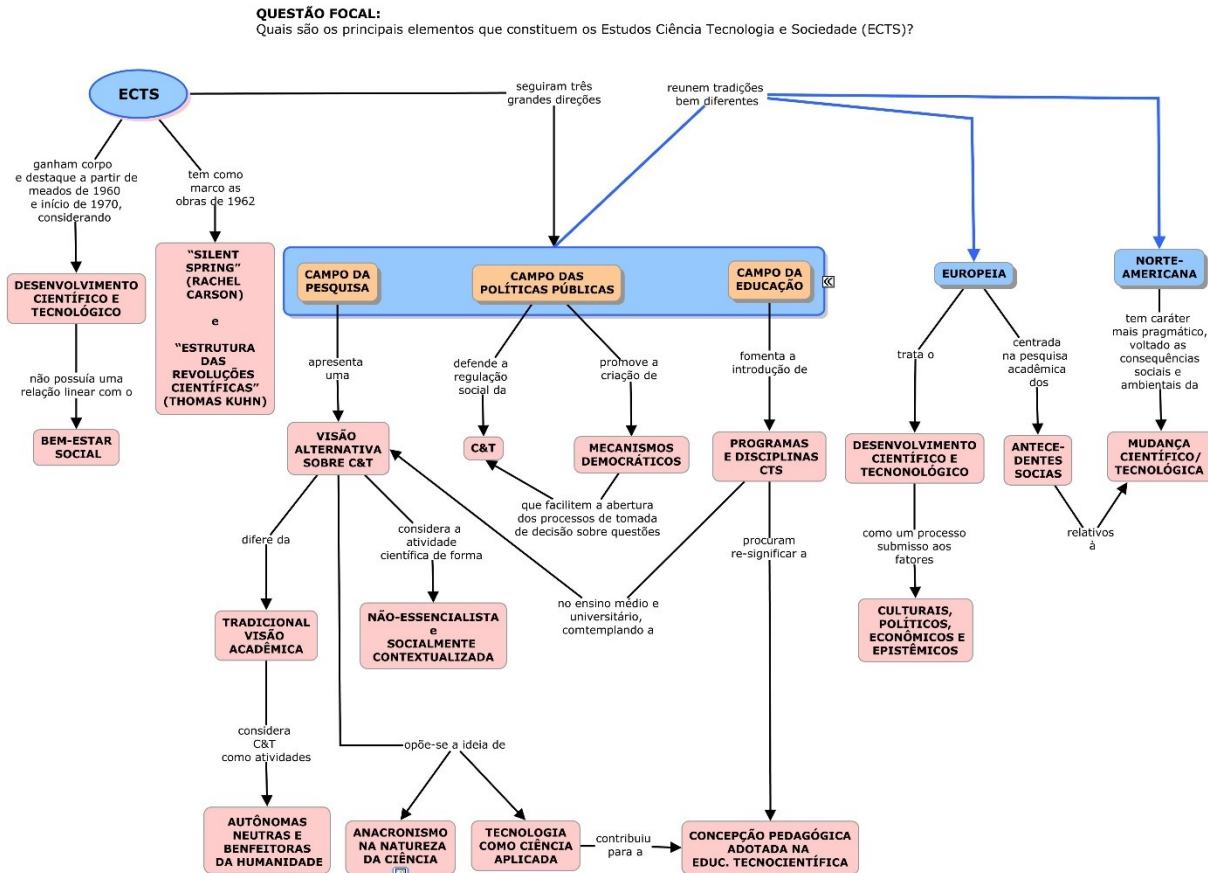 QUESTÃO FOCAL:
Quais são os principais elementos que constituem os Estudos Ciência Tecnologia e Sociedade (ECTS)?
ECTS
seguiram três
grandes direções
reunem tradições
bem diferentes
ganham corpo
e destaque a partir de
meados de 1960
e início de 1970,
considerando
tem como
marco as
obras de 1962
DESENVOLVIMENTO
CIENTÍFICO E
TECNOLÓGICO
não possuía uma
relação linear com o
BEM-ESTAR
SOCIAL
“SILENT
SPRING”
(RACHEL
CARSON)
e
“ESTRUTURA
DAS
REVOLUÇÕES
CIENTÍFICAS”
(THOMAS KUHN)
CAMPO DA
PESQUISA
CAMPO DAS
POLÍTICAS PÚBLICAS
CAMPO DA
EDUCAÇÃO
EUROPEIA
NORTE-
AMERICANA
apresenta
uma
defende a
regulação
social da
promove a
criação de
fomenta a
introdução de
trata o
centrada
na pesquisa
acadêmica
dos
tem caráter
mais pragmático,
voltado as
consequências
sociais e
ambientais da
VISÃO
ALTERNATIVA
SOBRE C&T
C&T
MECANISMOS
DEMOCRÁTICOS
PROGRAMAS
E DISCIPLINAS
CTS
DESENVOLVIMENTO
CIENTÍFICO E
TECNONOLÓGICO
ANTECE-
DENTES
SOCIAS
MUDANÇA
CIENTÍFICO/
TECNOLÓGICA
que facilitem a abertura
dos processos de tomada
de decisão sobre questões
difere da
considera a
atividade
científica de forma
procuram
re-significar a
como um processo
submisso aos
fatores
relativos
à
no ensino médio e
universitário,
comtemplando a
TRADICIONAL
VISÃO
ACADÊMICA
NÃO-ESSENCIALISTA
e
SOCIALMENTE
CONTEXTUALIZADA
CULTURAIS,
POLÍTICOS,
ECONÔMICOS E
EPISTÊMICOS
considera
C&T
como atividades
opõe-se a ideia de
AUTÔNOMAS
NEUTRAS E
BENFEITORAS
DA HUMANIDADE
ANACRONISMO
NA NATUREZA
DA CIÊNCIA
TECNOLOGIA
COMO CIÊNCIA
APLICADA
contribuiu
para a
CONCEPÇÃO PEDAGÓGICA
ADOTADA NA
EDUC. TECNOCIENTÍFICA